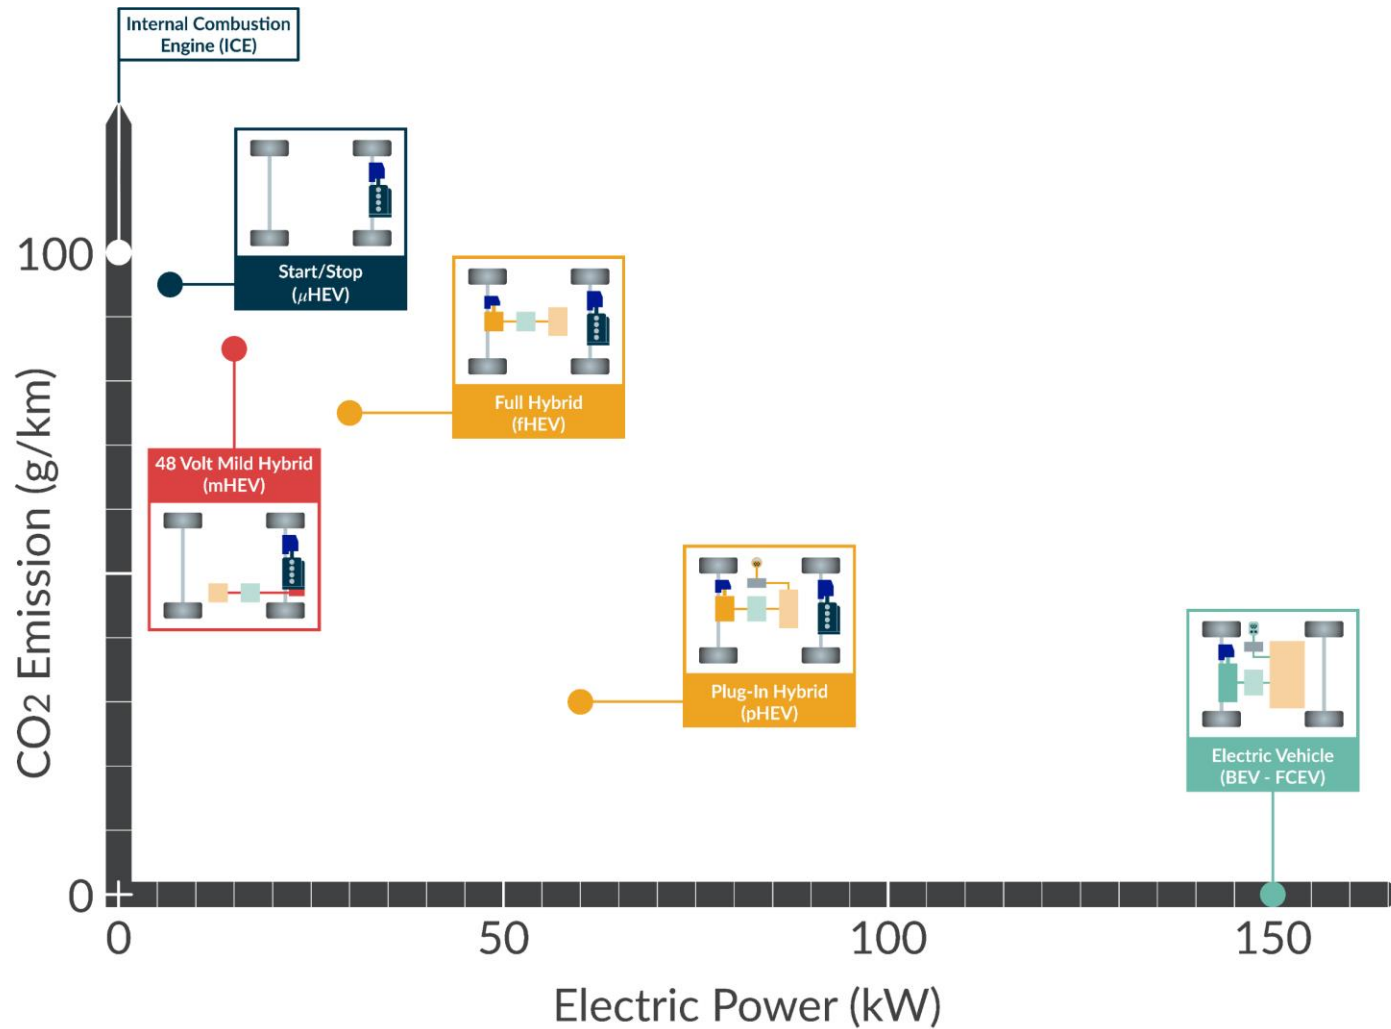 Internal Combustion
Engine (ICE)
Start/Stop
(μHEV)
100
Full Hybrid
(fHEV)
48 Volt Mild Hybrid
(mHEV)
CO2 Emission (g/km)
Plug-In Hybrid
(pHEV)
Electric Vehicle
(BEV - FCEV)
0
0
50
100
150
Electric Power (kW)